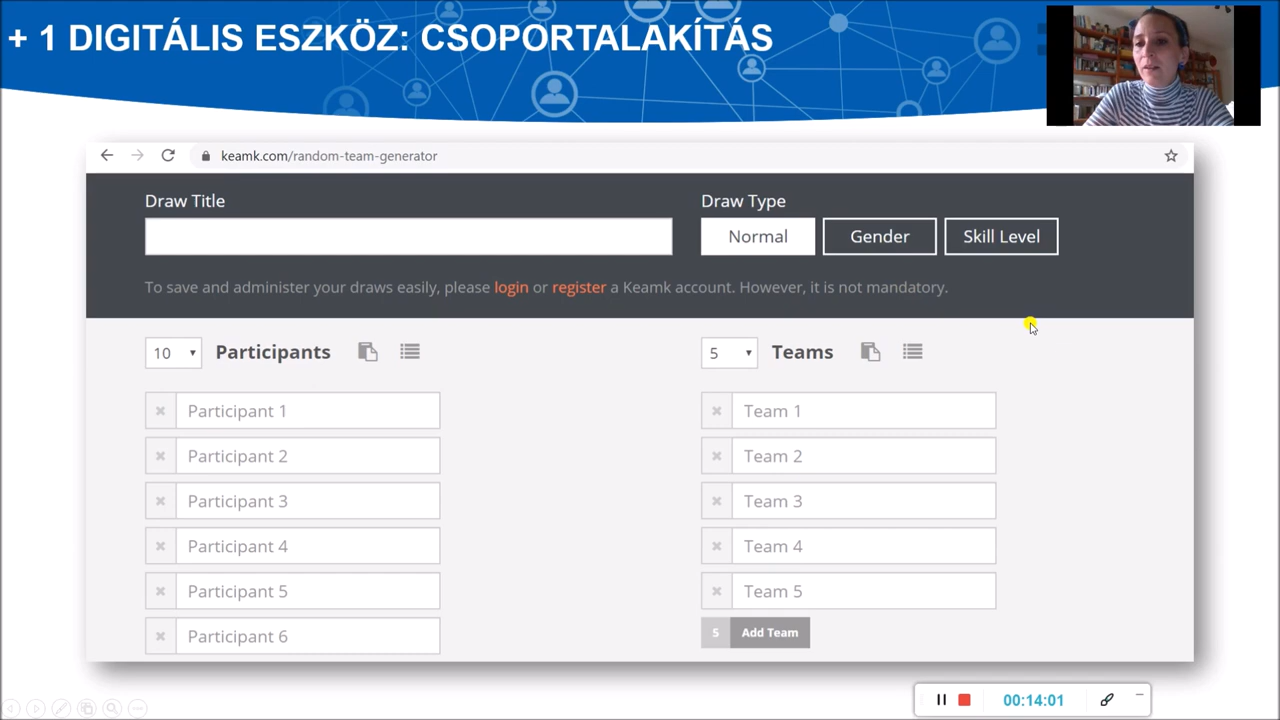 + 1 DIGITÁLIS ESZKÖZ: CSOPORTALAKÍTÁS
keamk.com/random-team-generator
Draw Title
Draw Type
Normal
Gender
Skill Level
To save and administer your draws easily, please login or register a Keamk account. However, it is not mandatory.
10
Participants
5
Teams
Participant 1
Team 1
Participant 2
Team 2
Participant 3
Team 3
Participant 4
Team 4
Participant 5
Team 5
Participant 6
5
Add Team
00:14:01